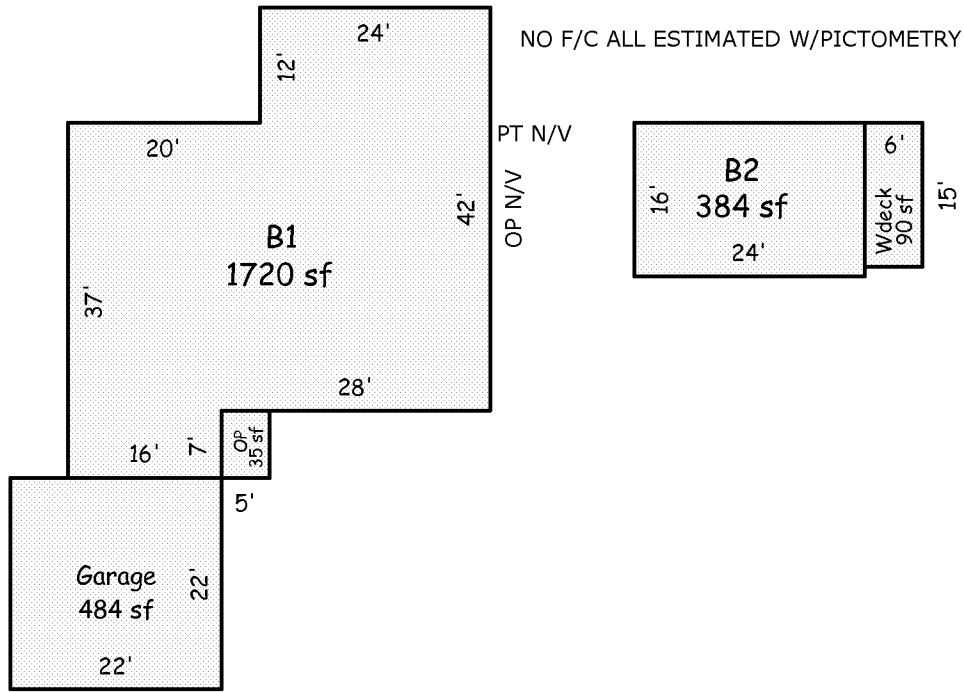 24'
NO F/C ALL ESTIMATED W/PICTOMETRY
12'
20'
PT N/V
6'
B2
384 sf
16'
24'
Wdeck
90 sf
15'
42'
OP N/V
B1
1720 sf
37'
28'
16'
7'
OP
35 sf
5'
Garage
484 sf
22'
22'